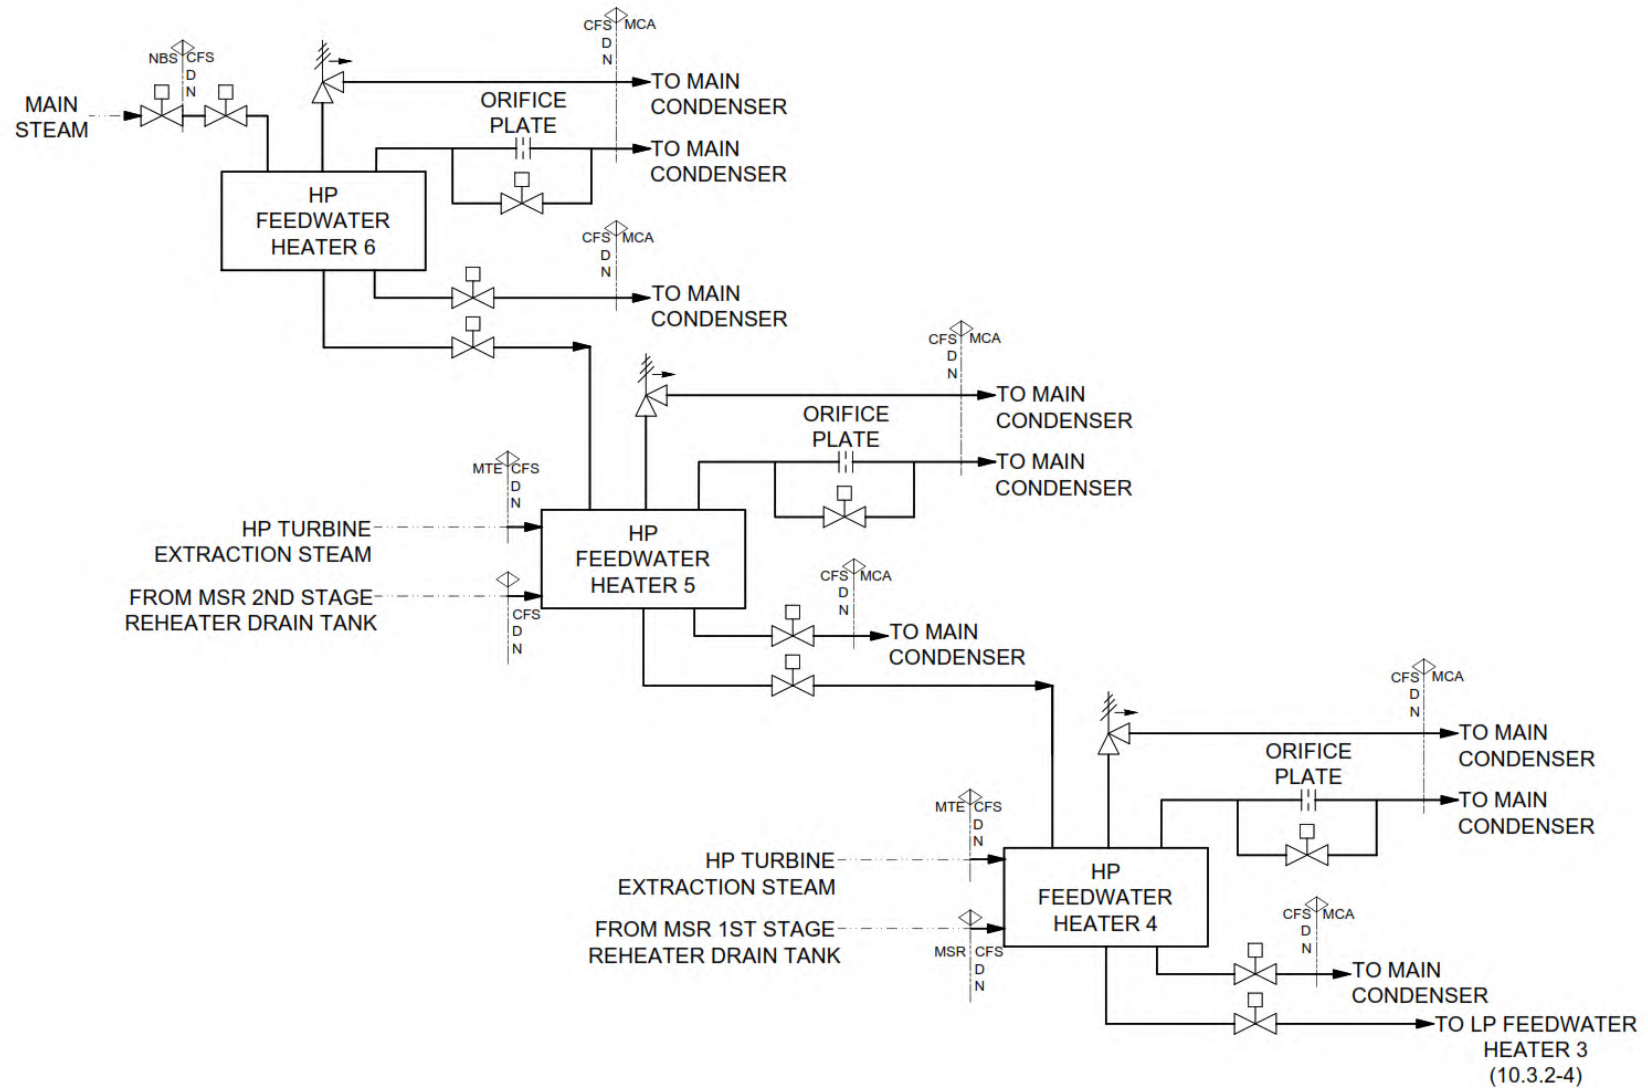 CFS MCA
D
N
NBS CFS
D
N
MAIN
STEAM
TO MAIN
CONDENSER
ORIFICE
PLATE
TO MAIN
CONDENSER
HP
FEEDWATER
HEATER 6
CFS MCA
D
N
TO MAIN
CONDENSER
CFS MCA
D
N
TO MAIN
CONDENSER
ORIFICE
PLATE
TO MAIN
CONDENSER
MTE CFS
D
N
HP TURBINE
EXTRACTION STEAM
HP
FEEDWATER
HEATER 5
FROM MSR 2ND STAGE
REHEATER DRAIN TANK
CFS
D
N
CFS MCA
D
N
TO MAIN
CONDENSER
CFS MCA
D
N
TO MAIN
CONDENSER
ORIFICE
PLATE
TO MAIN
CONDENSER
MTE CFS
D
N
HP TURBINE
EXTRACTION STEAM
HP
FEEDWATER
HEATER 4
FROM MSR 1ST STAGE
REHEATER DRAIN TANK
MSR CFS
D
N
CFS MCA
D
N
TO MAIN
CONDENSER
TO LP FEEDWATER
HEATER 3
(10.3.2-4)